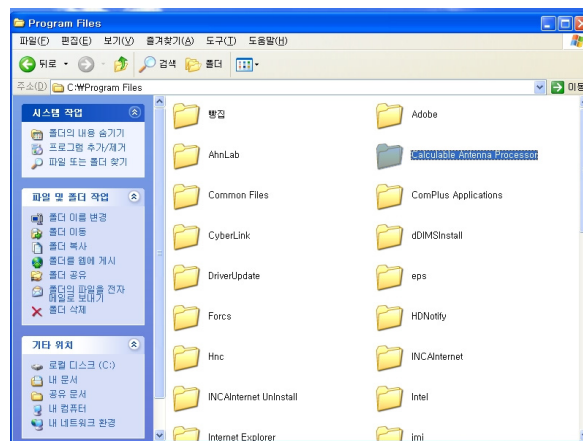 Program Files
파일(F) 편집(E) 보기(V) 즐겨찾기(A) 도구(T) 도움말(H)
뒤로 검색 폴더
주소(D) C:₩Program Files 이동
시스템 작업
폴더의 내용 숨기기
프로그램 추가/제거
파일 또는 폴더 찾기
파일 및 폴더 작업
폴더 이름 변경
폴더 이동
폴더 복사
폴더를 웹에 게시
폴더 공유
폴더의 파일을 전자
메일로 보내기
폴더 삭제
기타 위치
로컬 디스크 (C:)
내 문서
공유 문서
내 컴퓨터
내 네트워크 환경
빵집 Adobe
AhnLab Calculable Antenna Processor
Common Files ComPlus Applications
CyberLink dDIMSInstall
DriverUpdate eps
Forcs HDNotify
Hnc INCAInternet
INCAInternet UnInstall Intel
Internet Explorer imi